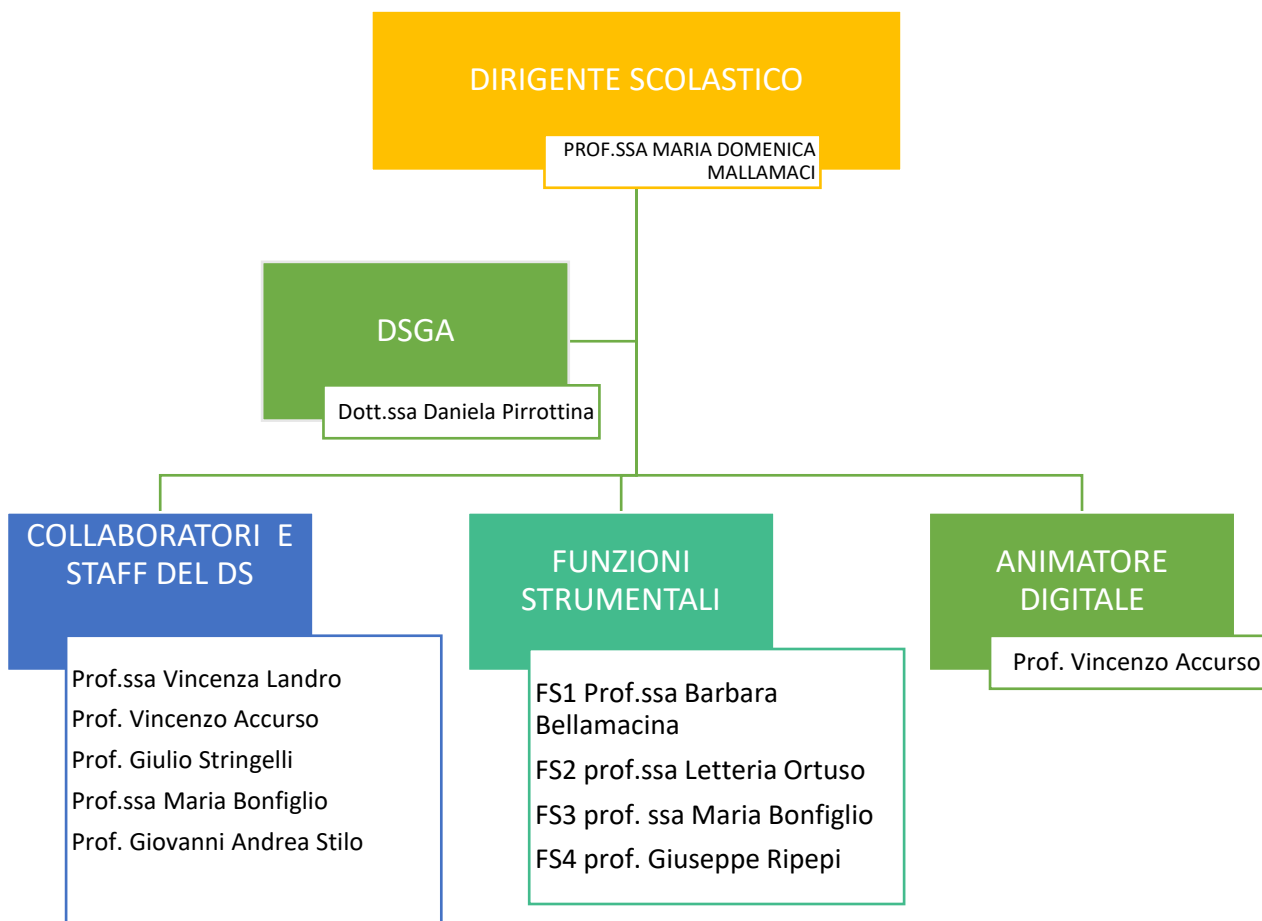 DIRIGENTE SCOLASTICO
PROF.SSA MARIA DOMENICA
MALLAMACI
DSGA
Dott.ssa Daniela Pirrottina
COLLABORATORI E
STAFF DEL DS
Prof.ssa Vincenza Landro
Prof. Vincenzo Accurso
Prof. Giulio Stringelli
Prof.ssa Maria Bonfiglio
Prof. Giovanni Andrea Stilo
FUNZIONI
STRUMENTALI
FS1 Prof.ssa Barbara
Bellamacina
FS2 prof.ssa Letteria Ortuso
FS3 prof. ssa Maria Bonfiglio
FS4 prof. Giuseppe Ripepi
ANIMATORE
DIGITALE
Prof. Vincenzo Accurso